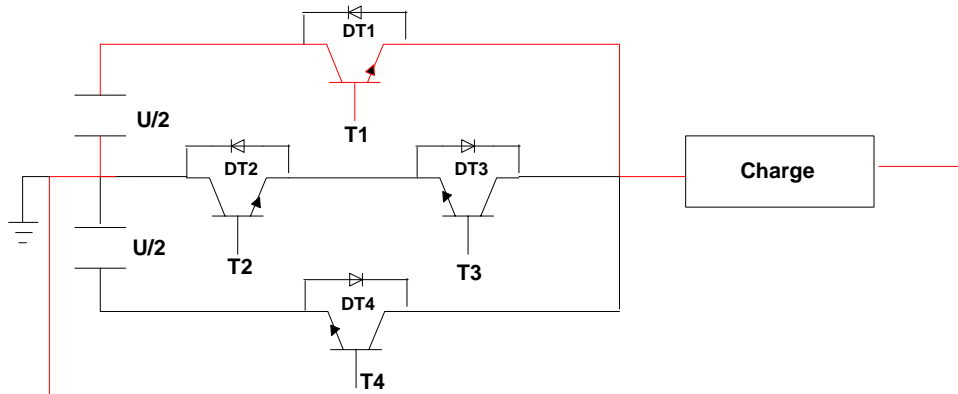 DT1
U/2
T1
DT2
DT3
Charge
U/2
T2
T3
DT4
T4